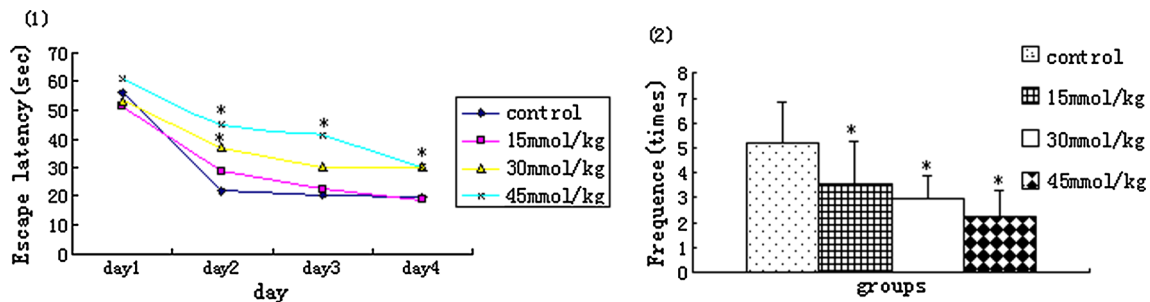 (1)
Escape latency(sec)
70
60
50
40
30
20
10
0
*
*
*
*
day1 day2 day3 day4
day
control
15mmol/kg
30mmol/kg
45mmol/kg
(2)
Frequence(times)
8
7
6
5
4
3
2
1
0
*
*
*
groups
control
15mmol/kg
30mmol/kg
45mmol/kg